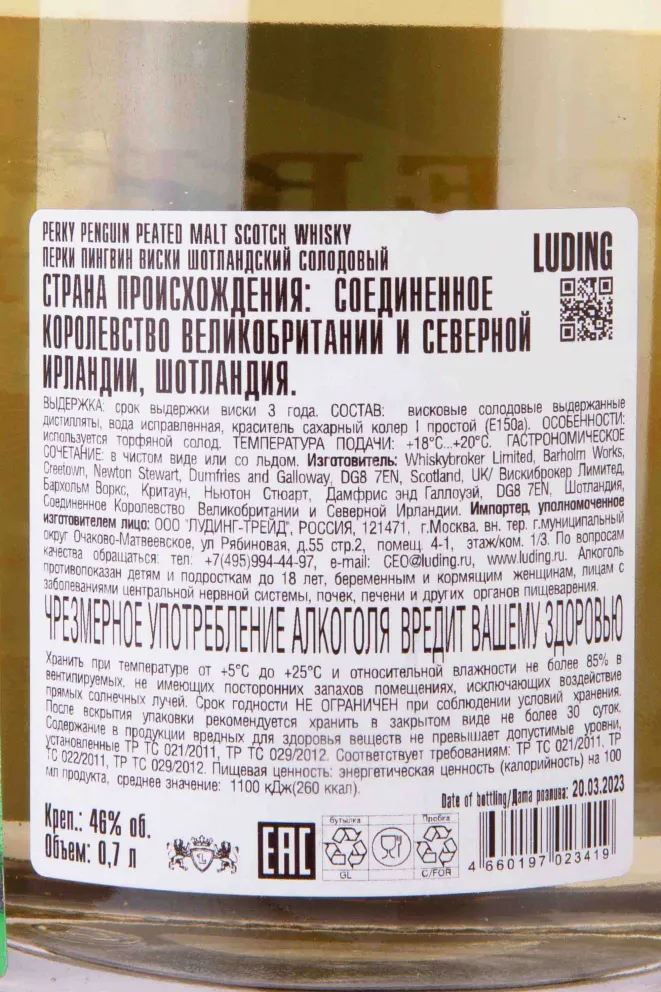 PERKY PENGUIN PEATED MALT SCOTCH WHISKY
ПЕРКИ ПИНГВИН ВИСКИ ШОТЛАНДСКИЙ СОЛОДОВЫЙ
LUDING
СТРАНА ПРОИСХОЖДЕНИЯ: СОЕДИНЕННОЕ
КОРОЛЕВСТВО ВЕЛИКОБРИТАНИИ И СЕВЕРНОЙ
ИРЛАНДИИ, ШОТЛАНДИЯ.
ВЫДЕРЖКА: срок выдержки виски 3 года. СОСТАВ: висковые солодовые выдержанные
дистилляты, вода исправленная, краситель сахарный колер I простой (Е150а). ОСОБЕННОСТИ:
используется торфяной солод. ТЕМПЕРАТУРА ПОДАЧИ: +18°С...+20°С. ГАСТРОНОМИЧЕСКОЕ
СОЧЕТАНИЕ: в чистом виде или со льдом. Изготовитель: Whiskybroker Limited, Barholm Works,
Creetown, Newton Stewart, Dumfries and Galloway, DG8 7EN, Scotland, UK/ Вискиброкер Лимитед,
Бархольм Воркс, Критаун, Ньютон Стюарт, Дамфрис энд Галлоуэй, DG8 7EN, Шотландия,
Соединенное Королевство Великобритании и Северной Ирландии. Импортер, уполномоченное
изготовителем лицо: ООО "ЛУДИНГ-ТРЕЙД", РОССИЯ, 121471, г.Москва, вн. тер. г.муниципальный
округ Очаково-Матвеевское, ул Рябиновая, д.55 стр.2, помещ. 4-1, этаж/ком. 1/3. По вопросам
качества обращаться: тел: +7(495)994-44-97, e-mail: CEO@luding.ru, www.luding.ru. Алкоголь
противопоказан детям и подросткам до 18 лет, беременным и кормящим женщинам, лицам с
заболеваниями центральной нервной системы, почек, печени и других органов пищеварения.
ЧРЕЗМЕРНОЕ УПОТРЕБЛЕНИЕ АЛКОГОЛЯ ВРЕДИТ ВАШЕМУ ЗДОРОВЬЮ
Хранить при температуре от +5°С до +25°С и относительной влажности не более 85% в
вентилируемых, не имеющих посторонних запахов помещениях, исключающих воздействие
прямых солнечных лучей. Срок годности НЕ ОГРАНИЧЕН при соблюдении условий хранения.
После вскрытия упаковки рекомендуется хранить в закрытом виде не более 30 суток.
Содержание в продукции вредных для здоровья веществ не превышает допустимые уровни,
установленные ТР ТС 021/2011, ТР ТС 029/2012. Соответствует требованиям: ТР ТС 021/2011, ТР
ТС 022/2011, ТР ТС 029/2012. Пищевая ценность: энергетическая ценность (калорийность) на 100
мл продукта, среднее значение: 1100 кДж(260 ккал).
Date of bottling/Дата розлива: 20.03.2023
Креп.: 46% об.
Объем: 0,7 л
EAC
Бутылка
GL
Пробка
C/FOR
4 660197 023419